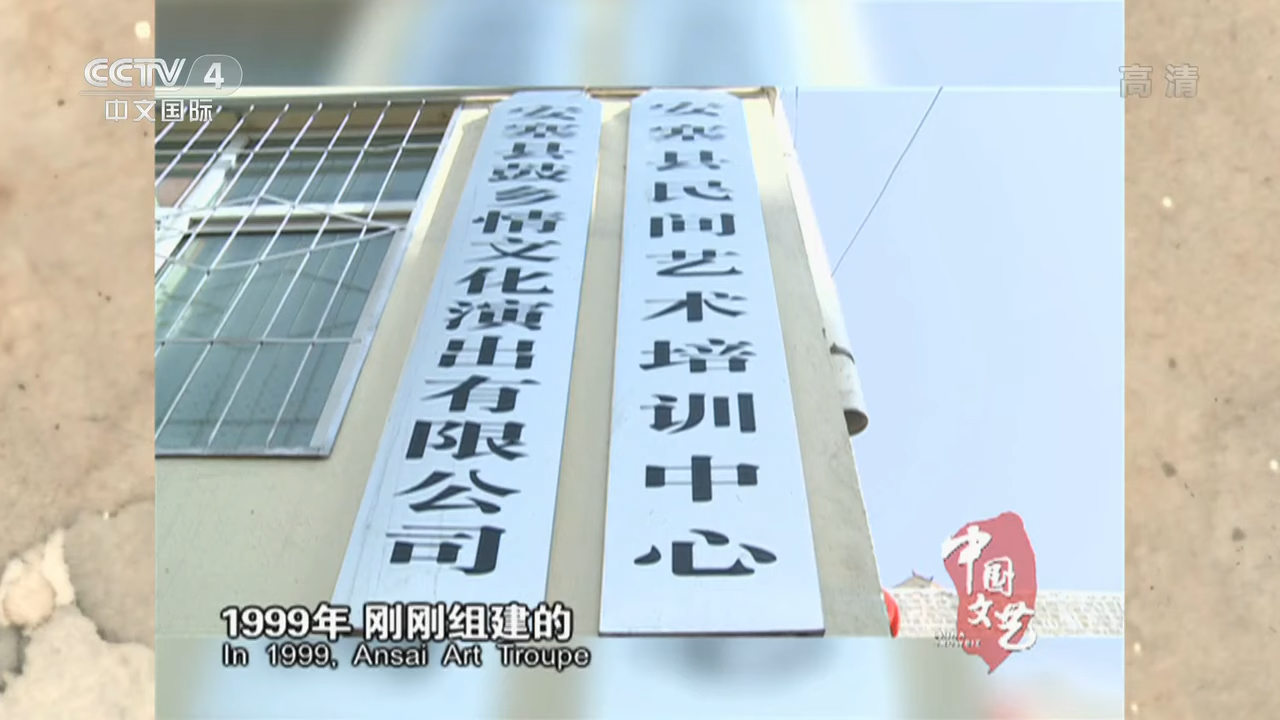 CCTV 4
中文国际
高清
安塞县鼓乡情文化演出有限公司
安塞县民间艺术培训中心
中国文艺
1999年 刚刚组建的
In 1999, Ansai Art Troupe